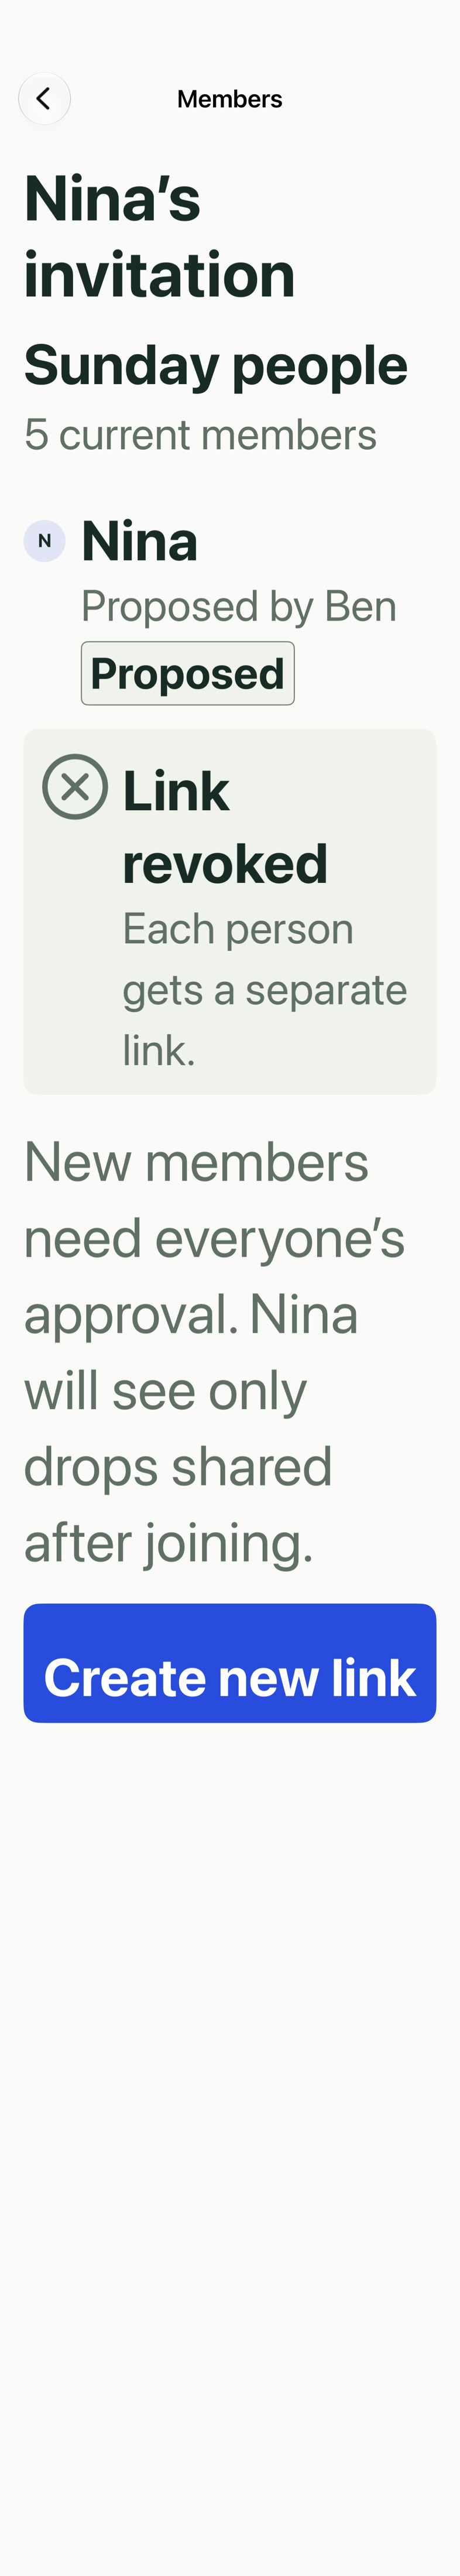 Members
Nina’s
invitation
Sunday people
5 current members
N
Nina
Proposed by Ben
Proposed
Link
revoked
Each person
gets a separate
link.
New members
need everyone’s
approval. Nina
will see only
drops shared
after joining.
Create new link